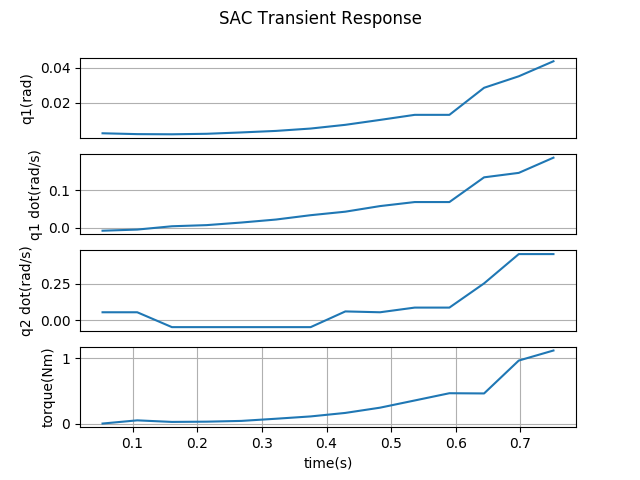 SAC Transient Response
0.04
0.02
q1(rad)
0.1
0.0
q1 dot(rad/s)
0.25
0.00
q2 dot(rad/s)
1
0
torque(Nm)
0.1 0.2 0.3 0.4 0.5 0.6 0.7
time(s)